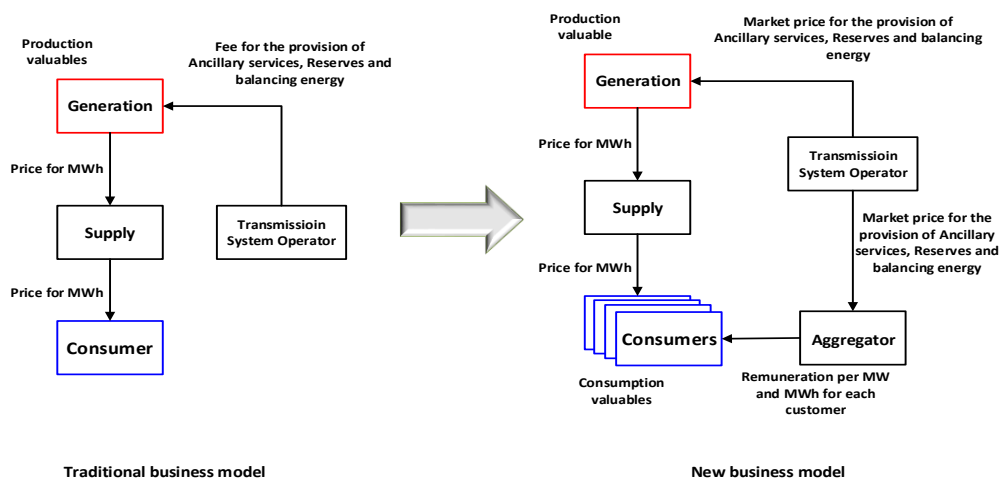 Production
valuables
Fee for the provision of
Ancillary services, Reserves and
balancing energy
Generation
Price for MWh
Supply
Transmissioin
System Operator
Price for MWh
Consumer
Traditional business model
Production
valuable
Market price for the provision of
Ancillary services, Reserves and balancing
energy
Generation
Price for MWh
Transmissioin
System Operator
Supply
Market price for the
provision of Ancillary
services, Reserves and
balancing energy
Price for MWh
Consumers
Aggregator
Consumption
valuables
Remuneration per MW
and MWh for each
customer
New business model